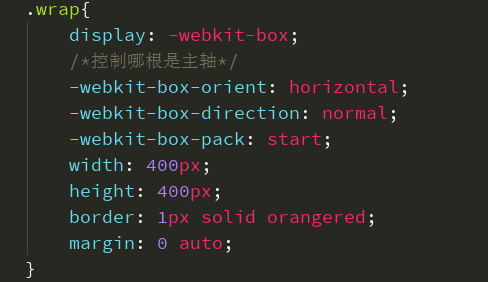 .wrap{
display: -webkit-box;
/*控制哪根是主轴*/
-webkit-box-orient: horizontal;
-webkit-box-direction: normal;
-webkit-box-pack: start;
width: 400px;
height: 400px;
border: 1px solid orangered;
margin: 0 auto;
}